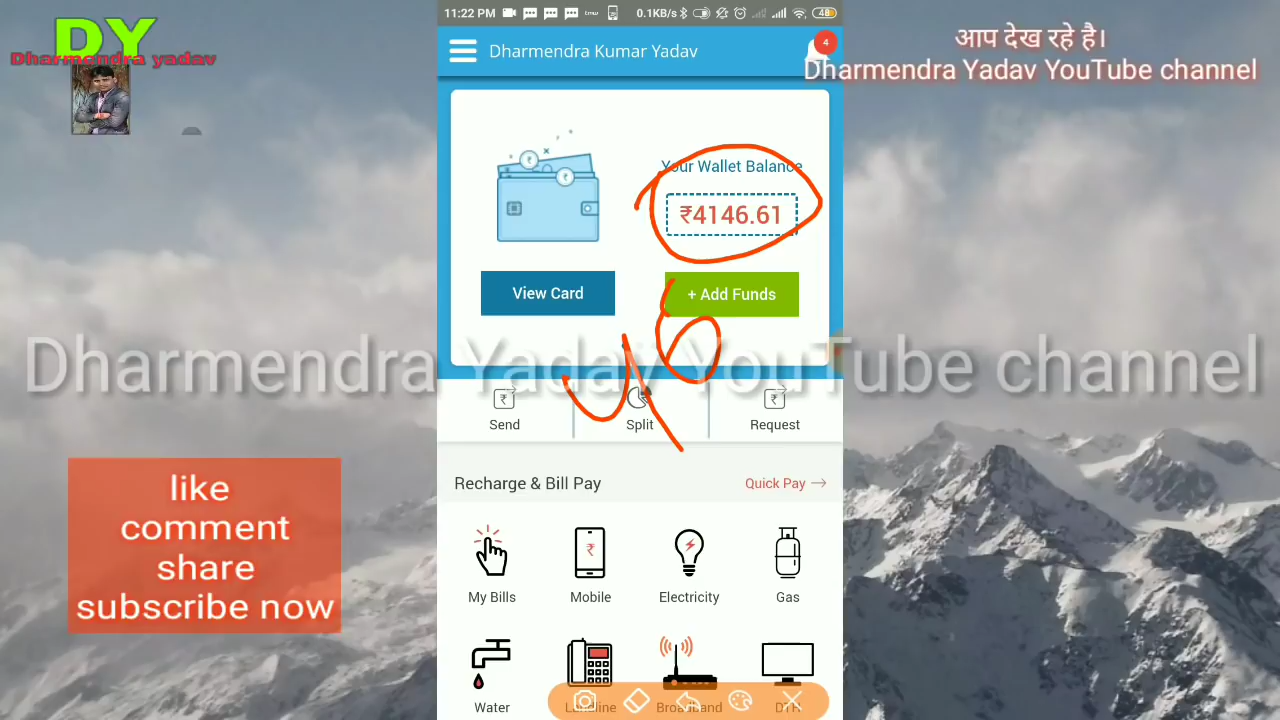 DY
Dharmendra yadav
आप देख रहे है।
Dharmendra Yadav YouTube channel
11:22 PM
0.1KB/s
48
Dharmendra Kumar Yadav
4
Your Wallet Balance
₹4146.61
View Card
+ Add Funds
Dharmendra Yadav YouTube channel
Send
Split
Request
Recharge & Bill Pay
Quick Pay →
like
comment
share
subscribe now
My Bills
Mobile
Electricity
Gas
Water
Landline
Broadband
DTH